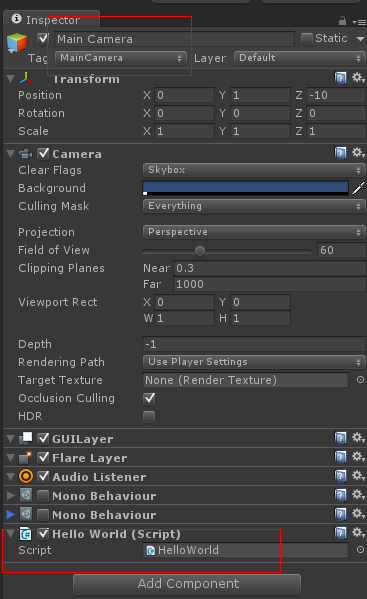 Inspector
Main Camera Static
Tag MainCamera Layer Default
Transform
Position X 0 Y 1 Z -10
Rotation X 0 Y 0 Z 0
Scale X 1 Y 1 Z 1
Camera
Clear Flags Skybox
Background
Culling Mask Everything
Projection Perspective
Field of View 60
Clipping Planes Near 0.3
Far 1000
Viewport Rect X 0 Y 0
W 1 H 1
Depth -1
Rendering Path Use Player Settings
Target Texture None (Render Texture)
Occlusion Culling
HDR
GUILayer
Flare Layer
Audio Listener
Mono Behaviour
Mono Behaviour
Hello World (Script)
Script HelloWorld
Add Component